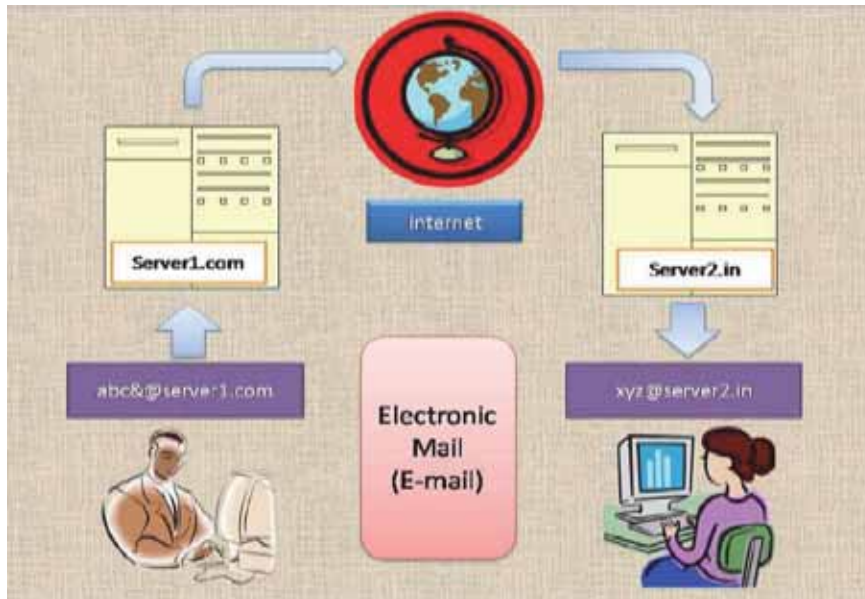 internet
Server1.com
Server2.in
abc&@server1.com
xyz@server2.in
Electronic
Mail
(E-mail)